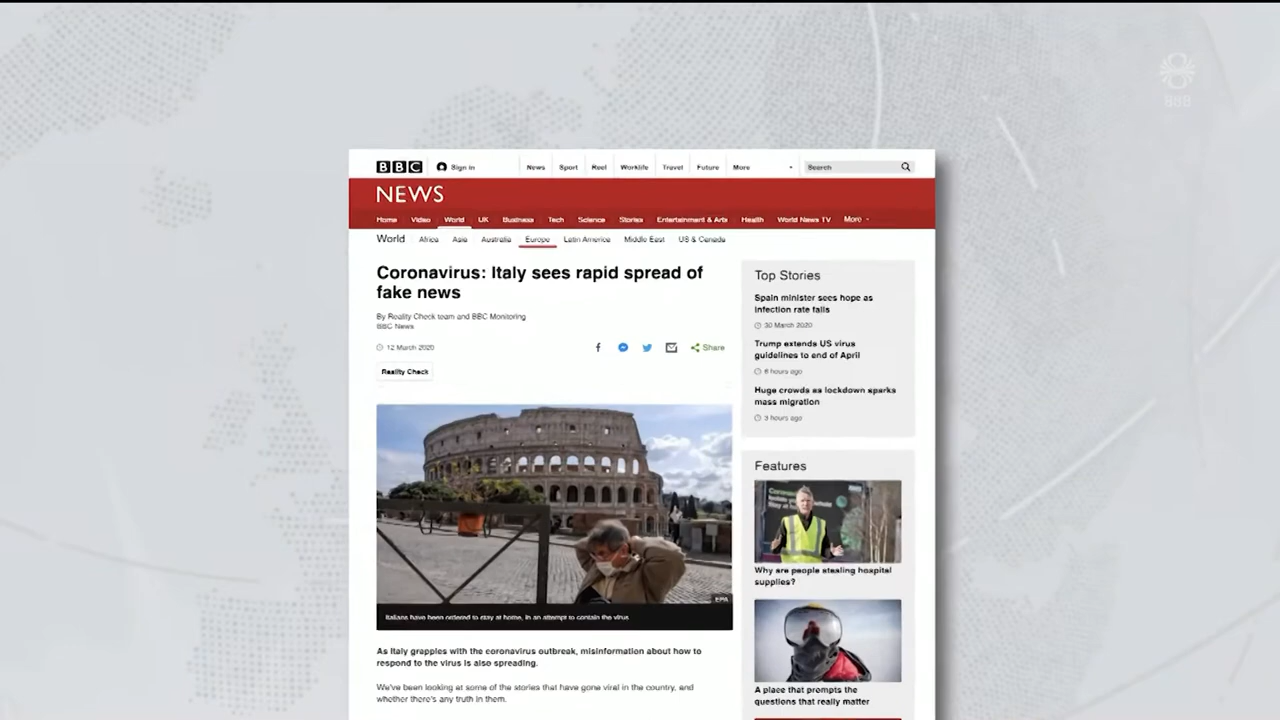 BBC
Sign in
News
Sport
Reel
Worklife
Travel
Future
More
Search
NEWS
Home
Video
World
UK
Business
Tech
Science
Stories
Entertainment & Arts
Health
World News TV
More
World
Africa
Asia
Australia
Europe
Latin America
Middle East
US & Canada
Coronavirus: Italy sees rapid spread of
fake news
By Reality Check team and BBC Monitoring
BBC News
12 March 2020
Share
Reality Check
EPA
Italians have been ordered to stay at home, in an attempt to contain the virus
As Italy grapples with the coronavirus outbreak, misinformation about how to
respond to the virus is also spreading.
We've been looking at some of the stories that have gone viral in the country, and
whether there's any truth in them.
Top Stories
Spain minister sees hope as
infection rate falls
30 March 2020
Trump extends US virus
guidelines to end of April
6 hours ago
Huge crowds as lockdown sparks
mass migration
3 hours ago
Features
Why are people stealing hospital
supplies?
A place that prompts the
questions that really matter